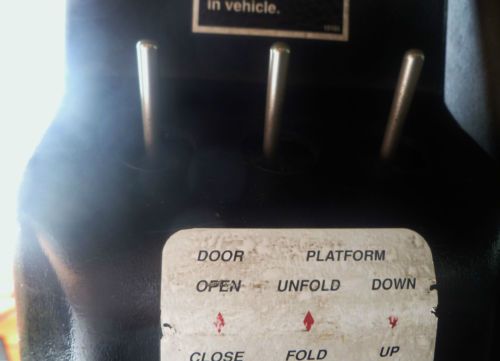 in vehicle.
DOOR PLATFORM
OPEN UNFOLD DOWN
CLOSE FOLD UP